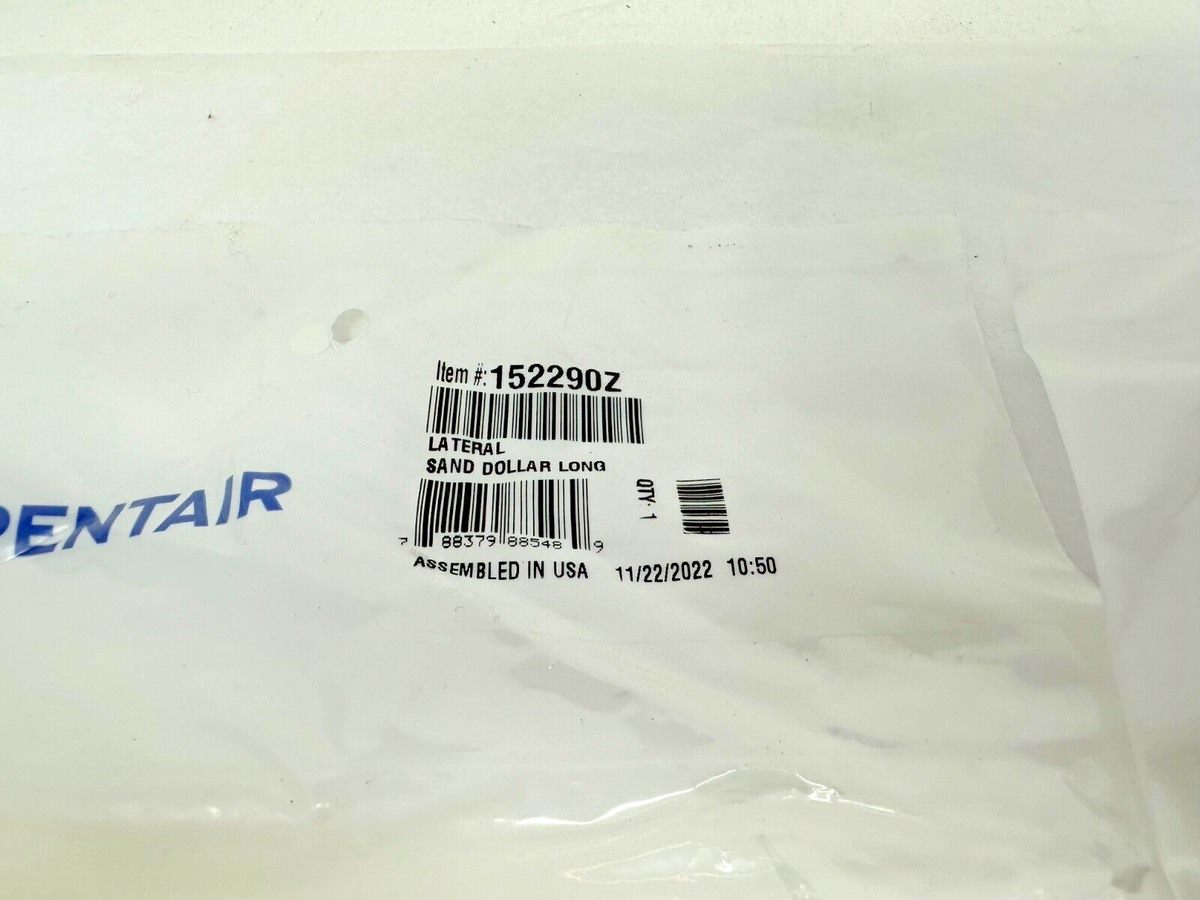 Item #: 152290Z
LATERAL
SAND DOLLAR LONG
PENTAIR
QTY: 1
7 88379 88548 9
ASSEMBLED IN USA 11/22/2022 10:50